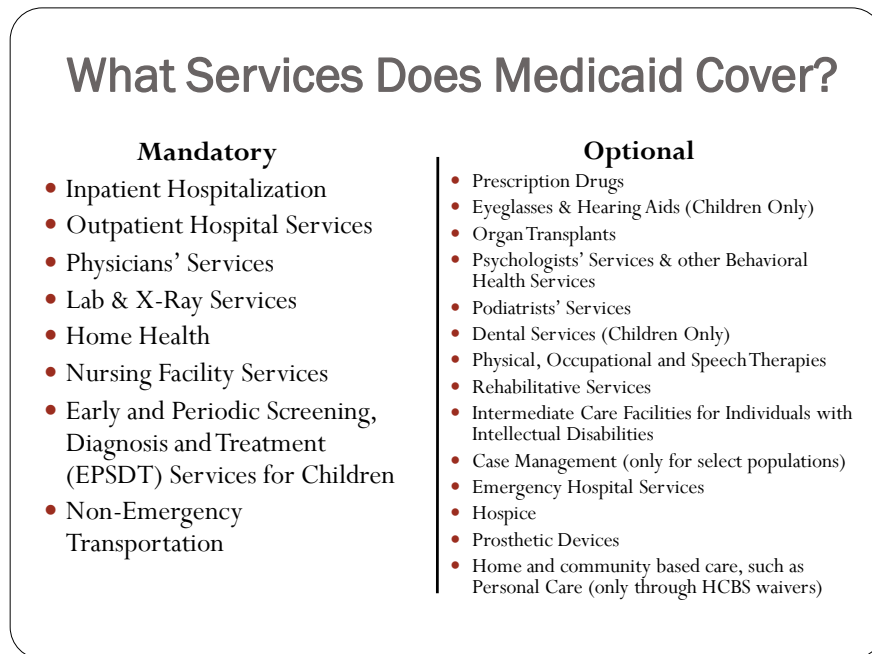 What Services Does Medicaid Cover?
Mandatory
• Inpatient Hospitalization
• Outpatient Hospital Services
• Physicians’ Services
• Lab & X-Ray Services
• Home Health
• Nursing Facility Services
• Early and Periodic Screening,
Diagnosis and Treatment
(EPSDT) Services for Children
• Non-Emergency
Transportation
Optional
• Prescription Drugs
• Eyeglasses & Hearing Aids (Children Only)
• Organ Transplants
• Psychologists’ Services & other Behavioral
Health Services
• Podiatrists’ Services
• Dental Services (Children Only)
• Physical, Occupational and Speech Therapies
• Rehabilitative Services
• Intermediate Care Facilities for Individuals with
Intellectual Disabilities
• Case Management (only for select populations)
• Emergency Hospital Services
• Hospice
• Prosthetic Devices
• Home and community based care, such as
Personal Care (only through HCBS waivers)